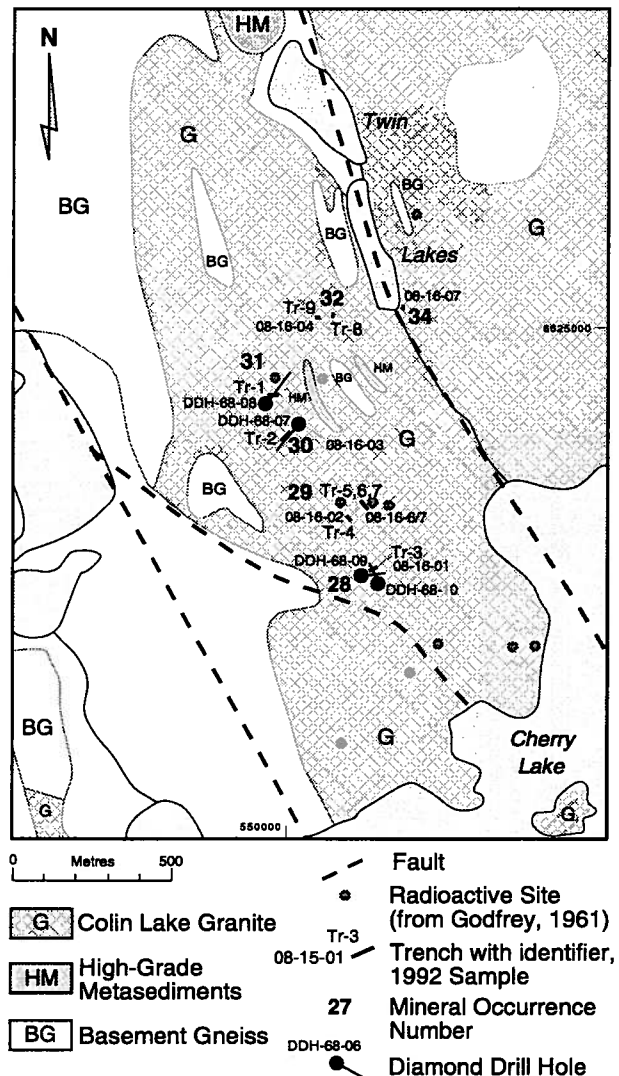 HM
N
Twin
G
BG
BG
G
BG
BG
Lakes
32
08-16-07
Tr-9
34
08-16-04
Tr-8
6625000
31
BG
HM
Tr-1
HM
DDH-68-08
DDH-68-07
G
Tr-2
30
08-16-03
BG
29
Tr-5,6,7
08-16-02
08-16-6/7
Tr-4
DDH-68-09
Tr-3
08-16-01
28
DDH-68-10
BG
G
Cherry
Lake
G
G
550000
0 Metres 500
Fault
Radioactive Site
(from Godfrey, 1961)
G Colin Lake Granite
Tr-3
08-15-01
Trench with identifier,
1992 Sample
HM High-Grade
Metasediments
27 Mineral Occurrence
Number
BG Basement Gneiss
DDH-68-06
Diamond Drill Hole